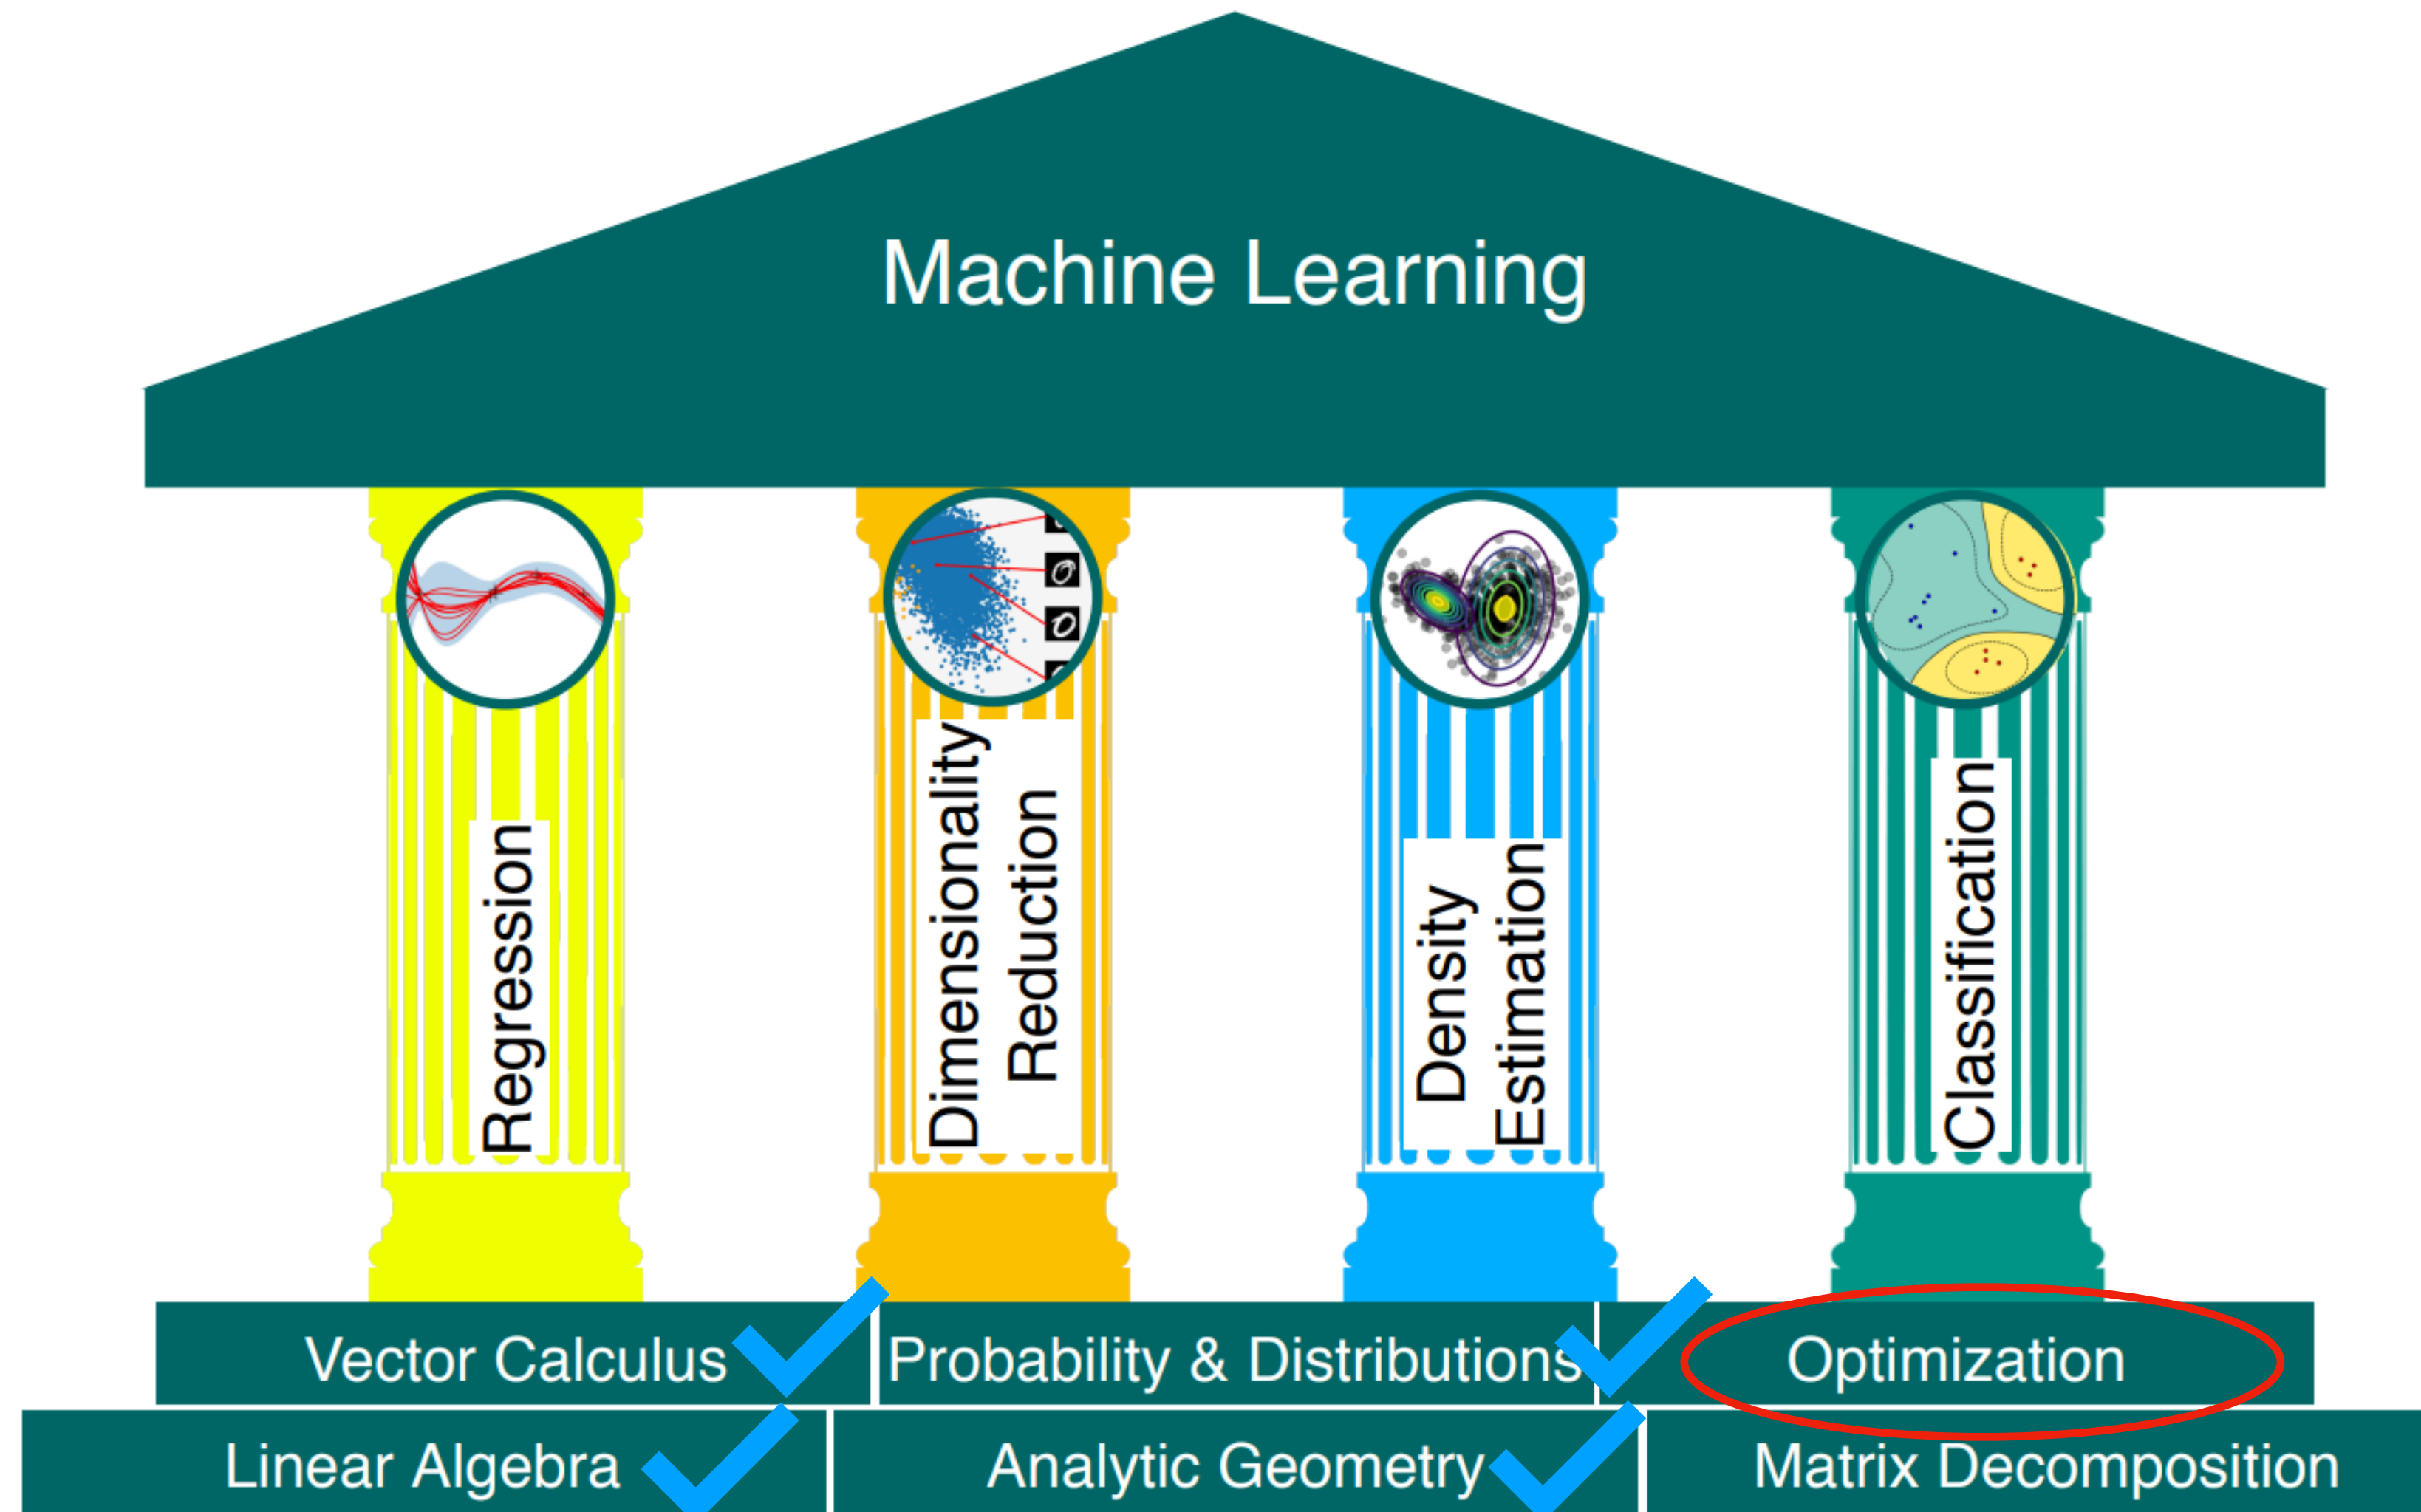 Machine Learning
Regression
Dimensionality
Reduction
Density
Estimation
Classification
Vector Calculus
Probability & Distributions
Optimization
Linear Algebra
Analytic Geometry
Matrix Decomposition